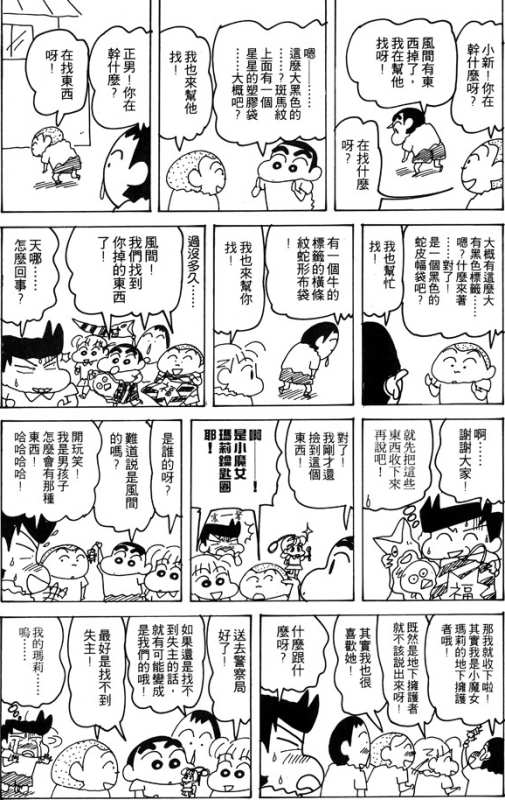 小新！你在
幹什麼呀？
風間有東
西掉了，
我在幫他
找呀！
在找什麼
呀？
嗯………
這麼大黑色的
……？斑馬紋
上面有一個
星星的塑膠袋
……大概吧？
我也來幫他
找！
正男！你在
幹什麼？
在找東西
呀！
大概有這麼大
有黑色標籤……
嗯？什麼來著
……對了！
是一個黑色的
蛇皮幅袋吧？
我也幫忙
找！
有一個牛的
標籤的橫條
紋蛇形布袋
我也來幫你
找！
過沒多久……
風間！
我們找到
你掉的東西
了！
天哪……
怎麼回事？
啊……
謝謝大家！
就先把這些
東西收下來
再說吧！
福
對了！
我剛才還
撿到這個
東西！
啊——！
是小魔女
瑪莉鑰匙圈
耶！
是誰的呀？
難道說是風間
的嗎？
開玩笑！
我是男孩子
怎麼會有那種
東西！
哈哈哈哈！
那我就收下啦！
其實我是小魔女
瑪莉的地下擁護
者哦！
既然是地下擁護者
就不該說出來呀！
其實我也很
喜歡她！
什麼跟什
麼呀？
送去警察局
好了！
如果還是找不
到失主的話，
就有可能變成
是我們的哦！
最好是找不到
失主！
我的瑪莉
嗚……